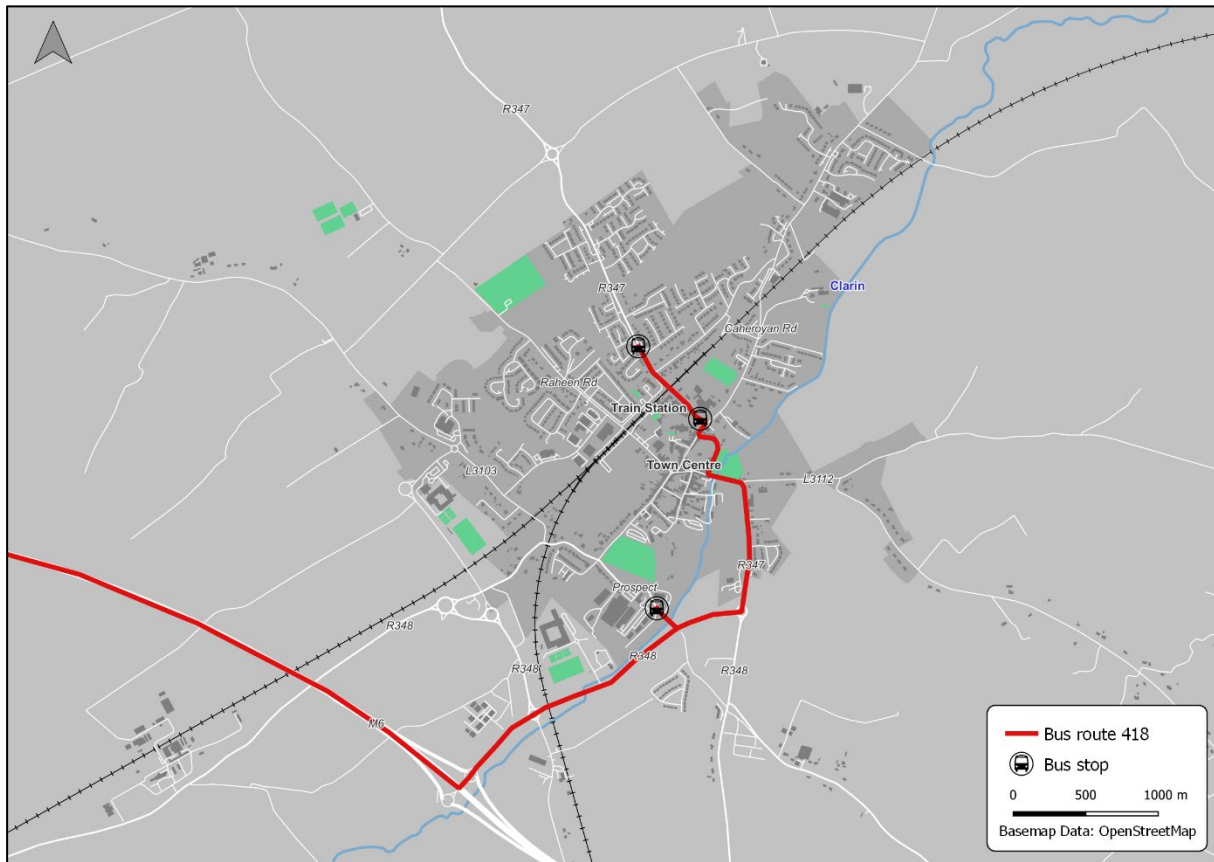 R347
R347
Clarin
Caheroyan Rd
Raheen Rd
Train Station
Town Centre
L3103
L3112
R347
Prospect
R348
R348
R348
R348
M6
Bus route 418
Bus stop
0 500 1000 m
Basemap Data: OpenStreetMap